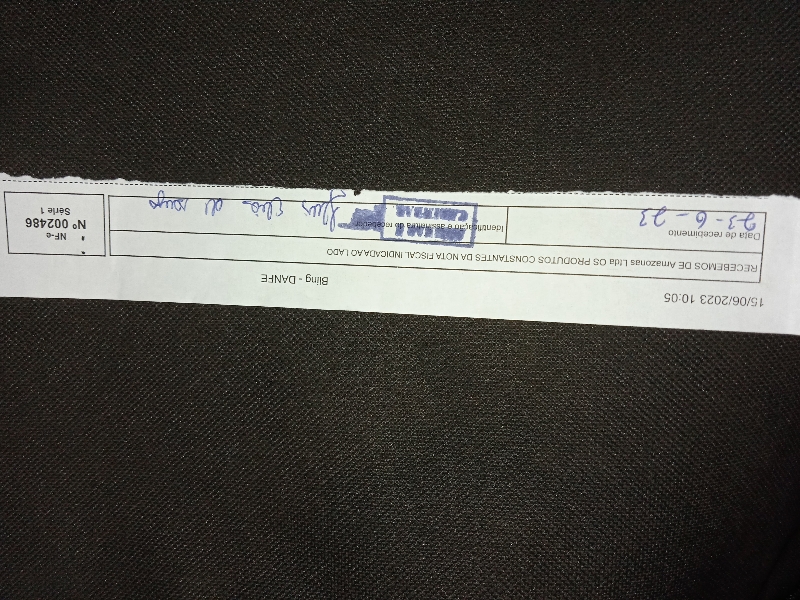 15/06/2023 10:05
Bling - DANFE
RECEBEMOS DE Amazonas Ltda OS PRODUTOS CONSTANTES DA NOTA FISCAL INDICADA AO LADO
Data de recebimento
23-6-23
Identificação e assinatura do recebedor
NF-e
Nº 002486
Série 1